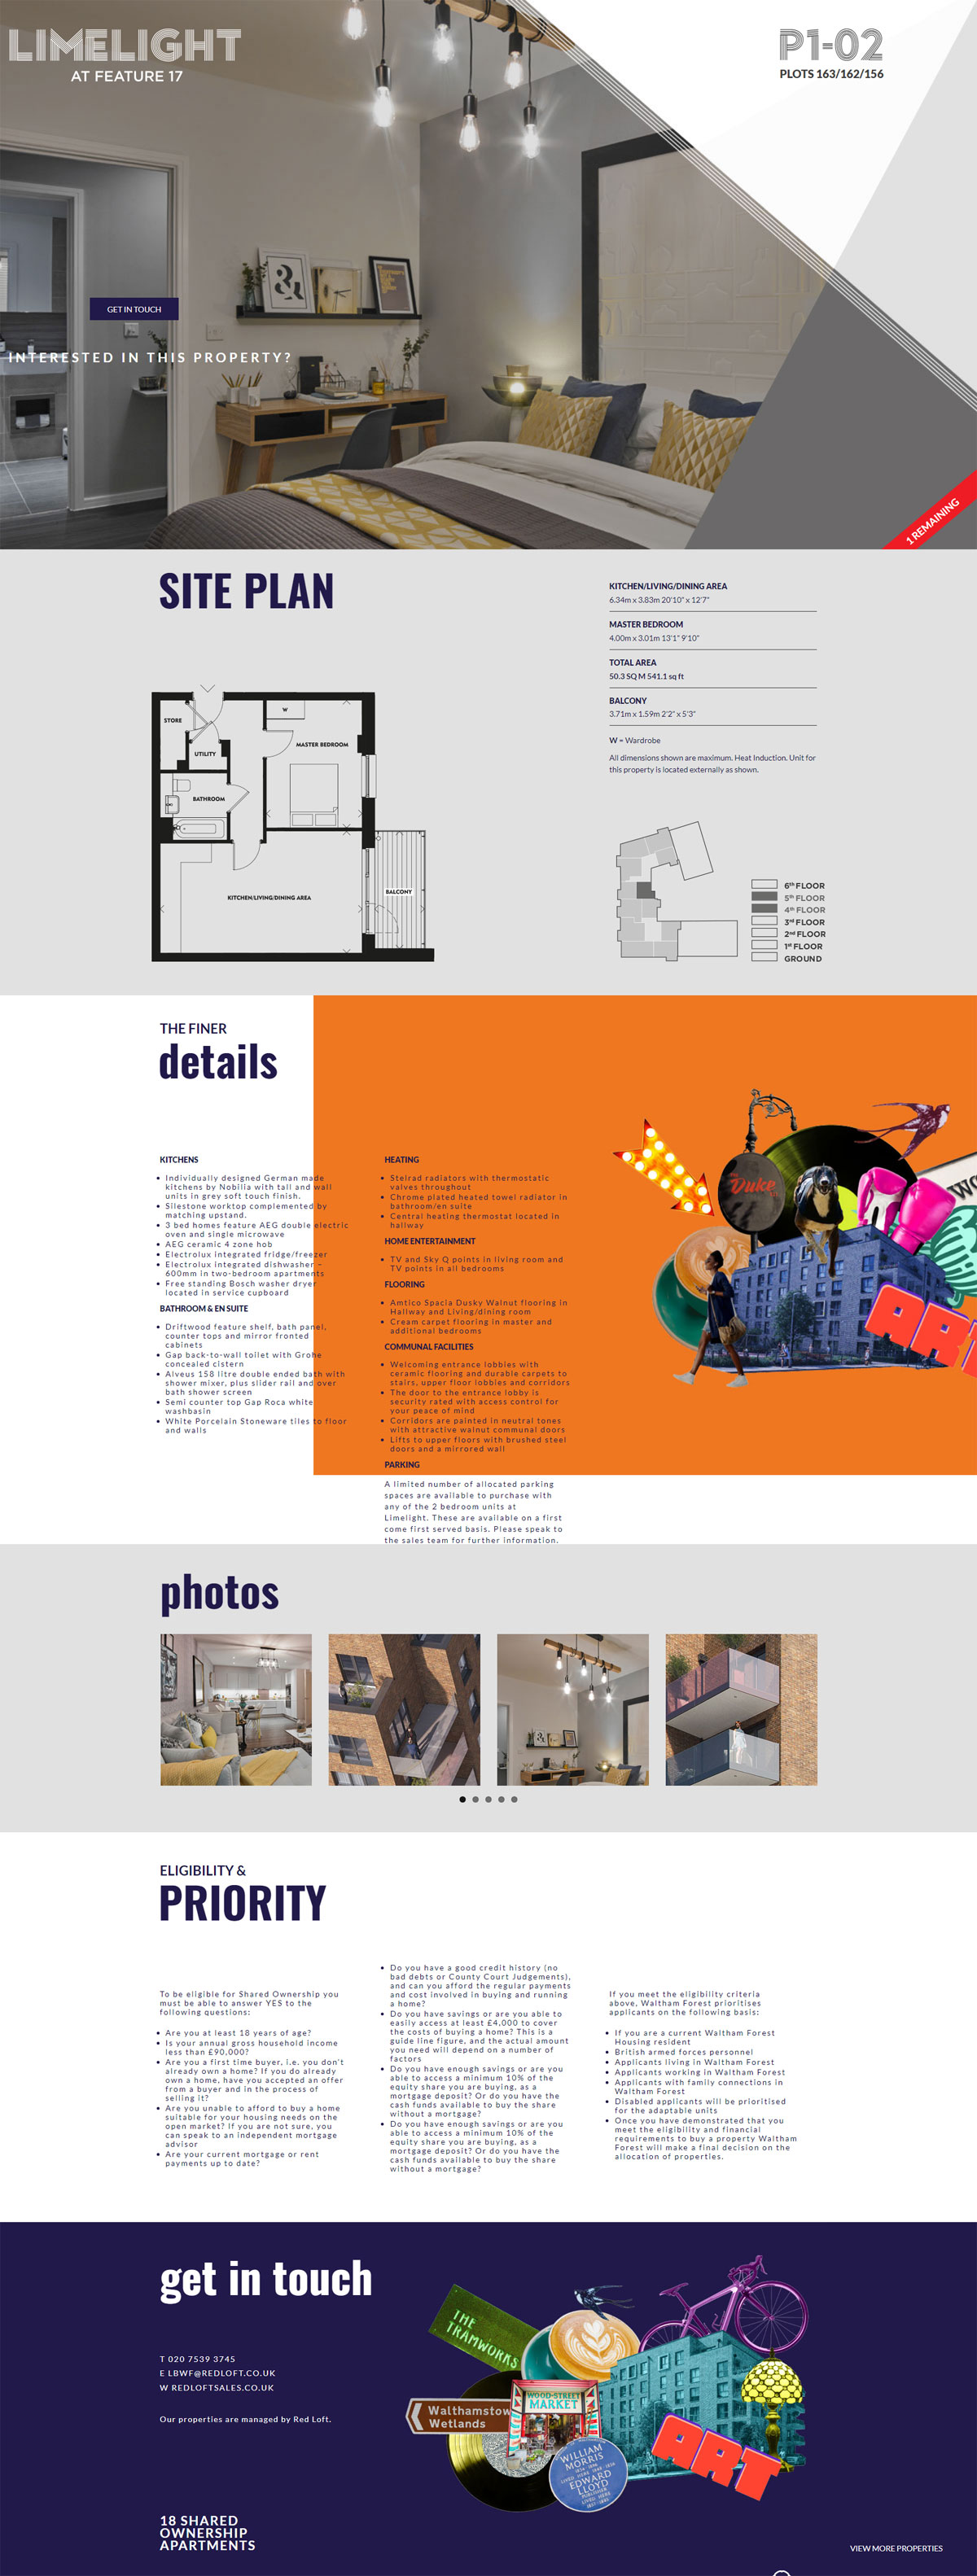 LIMELIGHT
AT FEATURE 17
P1-02
PLOTS 163/162/156
GET IN TOUCH
INTERESTED IN THIS PROPERTY?
1 REMAINING
SITE PLAN
KITCHEN/LIVING/DINING AREA
6.34m x 3.83m 20'10" x 12'7"
MASTER BEDROOM
4.00m x 3.01m 13'1" 9'10"
TOTAL AREA
50.3 SQ M 541.1 sq ft
BALCONY
3.71m x 1.59m 2'2" x 5'3"
W = Wardrobe
All dimensions shown are maximum. Heat Induction. Unit for
this property is located externally as shown.
STORE
W
UTILITY
MASTER BEDROOM
BATHROOM
BALCONY
KITCHEN/LIVING/DINING AREA
6th FLOOR
5th FLOOR
4th FLOOR
3rd FLOOR
2nd FLOOR
1st FLOOR
GROUND
THE FINER
details
KITCHENS
Individually designed German made
kitchens by Nobilia with tall and wall
units in grey soft touch finish.
Silestone worktop complemented by
matching upstand.
3 bed homes feature AEG double electric
oven and single microwave
AEG ceramic 4 zone hob
Electrolux integrated fridge/freezer
Electrolux integrated dishwasher –
600mm in two-bedroom apartments
Free standing Bosch washer dryer
located in service cupboard
BATHROOM & EN SUITE
Driftwood feature shelf, bath panel,
counter tops and mirror fronted
cabinets
Gap back-to-wall toilet with Grohe
concealed cistern
Alveus 158 litre double ended bath with
shower mixer, plus slider rail and over
bath shower screen
Semi counter top Gap Roca white
washbasin
White Porcelain Stoneware tiles to floor
and walls
HEATING
Stelrad radiators with thermostatic
valves throughout
Chrome plated heated towel radiator in
bathroom/en suite
Central heating thermostat located in
hallway
HOME ENTERTAINMENT
TV and Sky Q points in living room and
TV points in all bedrooms
FLOORING
Amtico Spacia Dusky Walnut flooring in
Hallway and Living/dining room
Cream carpet flooring in master and
additional bedrooms
COMMUNAL FACILITIES
Welcoming entrance lobbies with
ceramic flooring and durable carpets to
stairs, upper floor lobbies and corridors
The door to the entrance lobby is
security rated with access control for
your peace of mind
Corridors are painted in neutral tones
with attractive walnut communal doors
Lifts to upper floors with brushed steel
doors and a mirrored wall
PARKING
A limited number of allocated parking
spaces are available to purchase with
any of the 2 bedroom units at
Limelight. These are available on a first
come first served basis. Please speak to
the sales team for further information.
Duke
WO
ART
photos
ELIGIBILITY &
PRIORITY
To be eligible for Shared Ownership you
must be able to answer YES to the
following questions:
Are you at least 18 years of age?
Is your annual gross household income
less than £90,000?
Are you a first time buyer, i.e. you don't
already own a home? If you do already
own a home, have you accepted an offer
from a buyer and in the process of
selling it?
Are you unable to afford to buy a home
suitable for your housing needs on the
open market? If you are not sure, you
can speak to an independent mortgage
advisor
Are your current mortgage or rent
payments up to date?
Do you have a good credit history (no
bad debts or County Court Judgements),
and can you afford the regular payments
and cost involved in buying and running
a home?
Do you have savings or are you able to
easily access at least £4,000 to cover
the costs of buying a home? This is a
guide line figure, and the actual amount
you need will depend on a number of
factors
Do you have enough savings or are you
able to access a minimum 10% of the
equity share you are buying, as a
mortgage deposit? Or do you have the
cash funds available to buy the share
without a mortgage?
Do you have enough savings or are you
able to access a minimum 10% of the
equity share you are buying, as a
mortgage deposit? Or do you have the
cash funds available to buy the share
without a mortgage?
If you meet the eligibility criteria
above, Waltham Forest prioritises
applicants on the following basis:
If you are a current Waltham Forest
Housing resident
British armed forces personnel
Applicants living in Waltham Forest
Applicants working in Waltham Forest
Applicants with family connections in
Waltham Forest
Disabled applicants will be prioritised
for the adaptable units
Once you have demonstrated that you
meet the eligibility and financial
requirements to buy a property Waltham
Forest will make a final decision on the
allocation of properties.
get in touch
T 020 7539 3745
E LBWF@REDLOFT.CO.UK
W REDLOFTSALES.CO.UK
Our properties are managed by Red Loft.
THE
TRAMWORKS
WOOD-STREET
MARKET
Walthamstow
Wetlands
WILLIAM
MORRIS
EDWARD
LLOYD
ART
18 SHARED
OWNERSHIP
APARTMENTS
VIEW MORE PROPERTIES